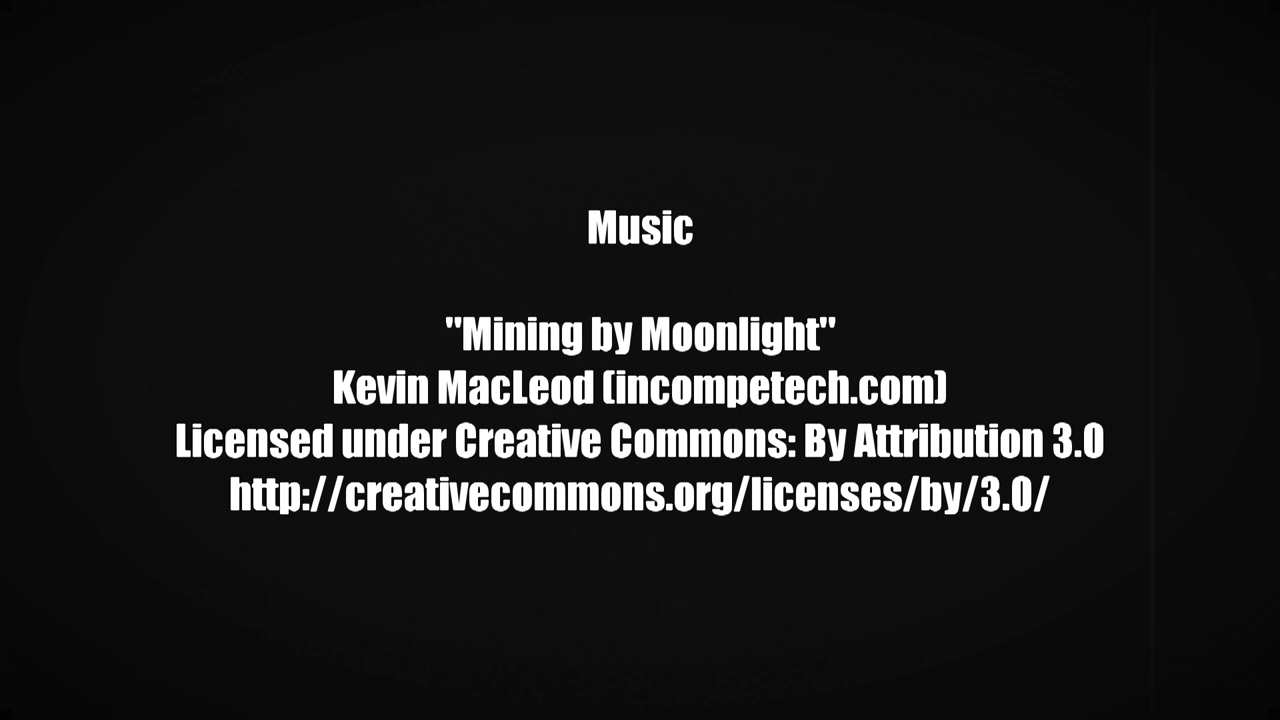 Music
"Mining by Moonlight"
Kevin MacLeod (incompetech.com)
Licensed under Creative Commons: By Attribution 3.0
http://creativecommons.org/licenses/by/3.0/